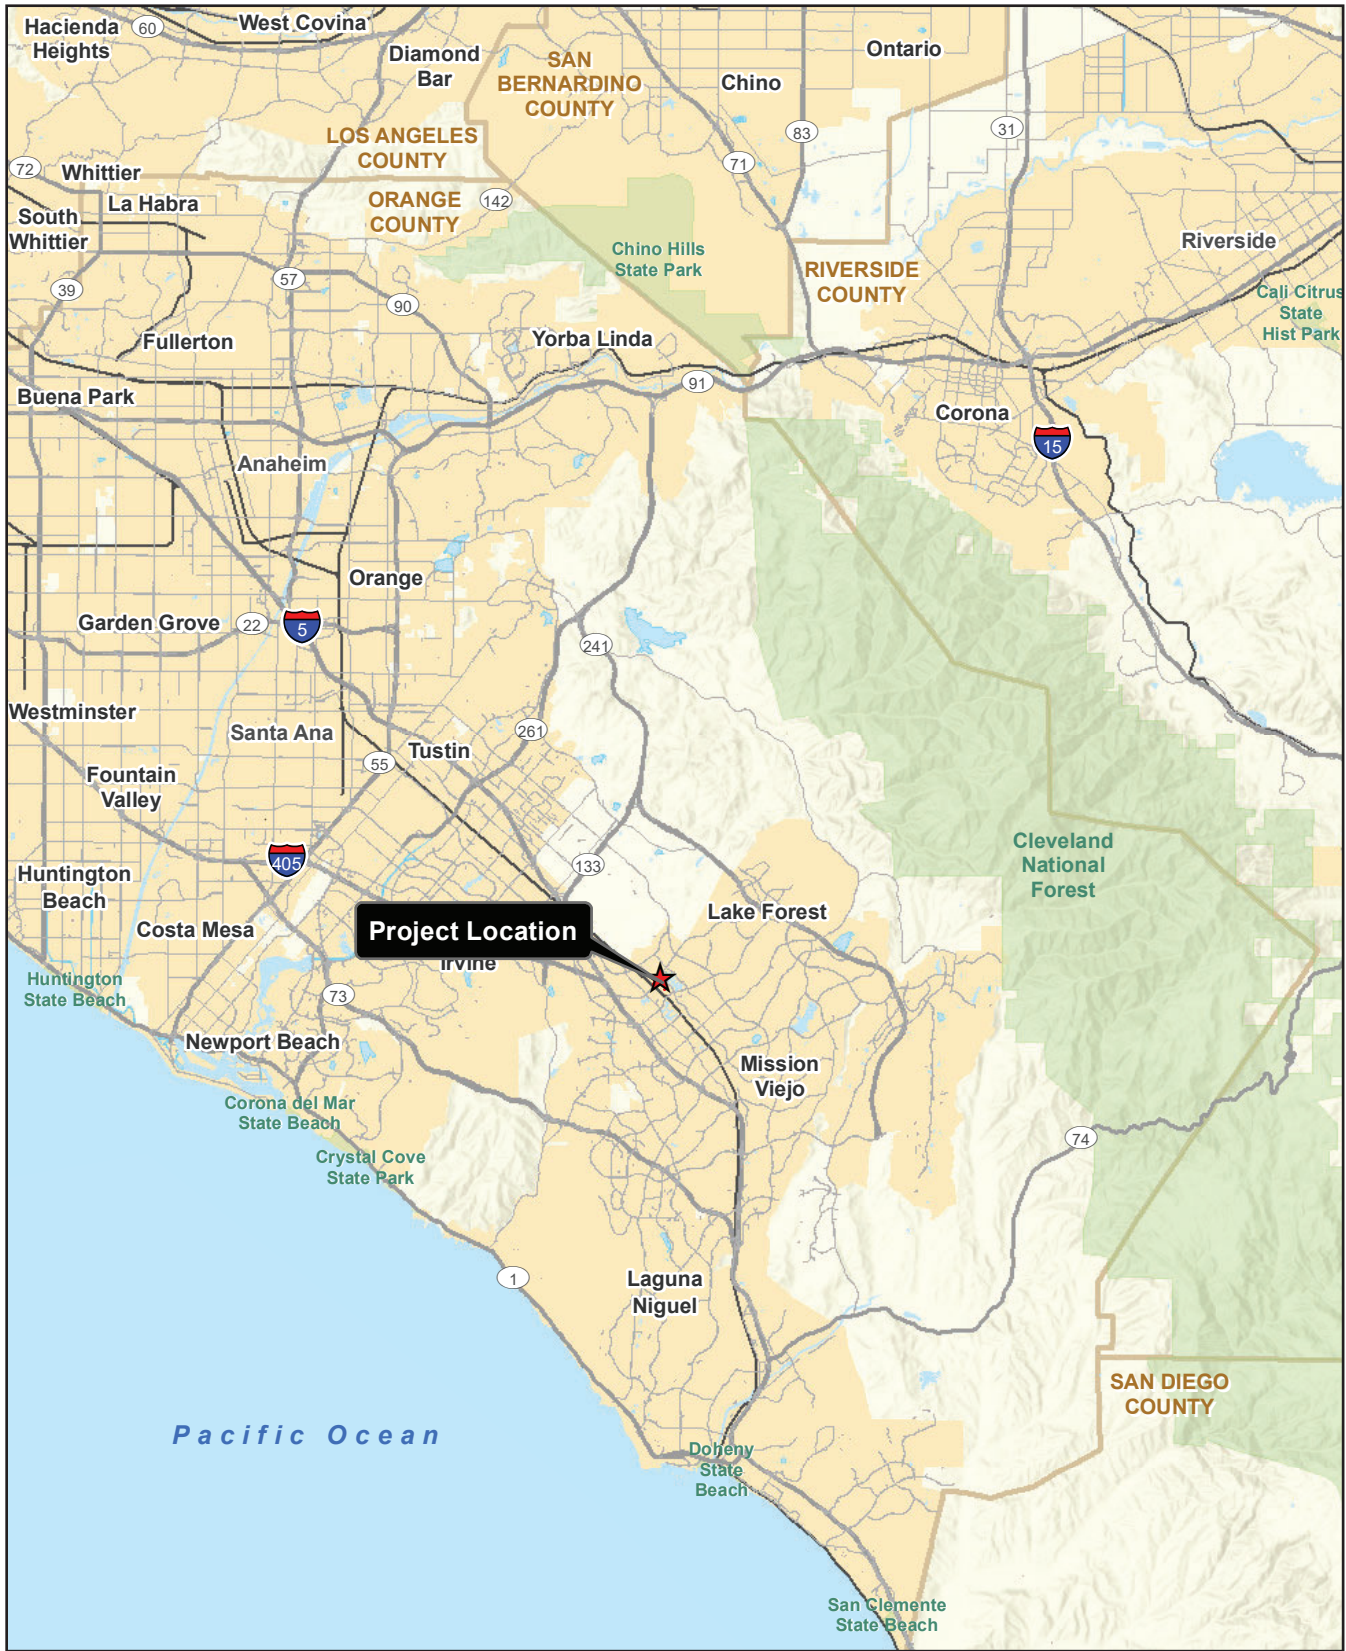 Hacienda
Heights
60
West Covina
Diamond
Bar
SAN
BERNARDINO
COUNTY
Ontario
Chino
83
31
71
LOS ANGELES
COUNTY
72
Whittier
La Habra
ORANGE
COUNTY
142
South
Whittier
Chino Hills
State Park
Riverside
RIVERSIDE
COUNTY
39
57
90
Cali Citrus
State
Hist Park
Fullerton
Yorba Linda
91
Buena Park
Corona
15
Anaheim
Orange
Garden Grove
22
5
241
Westminster
Santa Ana
261
Tustin
55
Fountain
Valley
405
133
Cleveland
National
Forest
Huntington
Beach
Costa Mesa
Project Location
Lake Forest
Irvine
Huntington
State Beach
73
Newport Beach
Mission
Viejo
Corona del Mar
State Beach
74
Crystal Cove
State Park
1
Laguna
Niguel
SAN DIEGO
COUNTY
Pacific Ocean
Doheny
State
Beach
San Clemente
State Beach